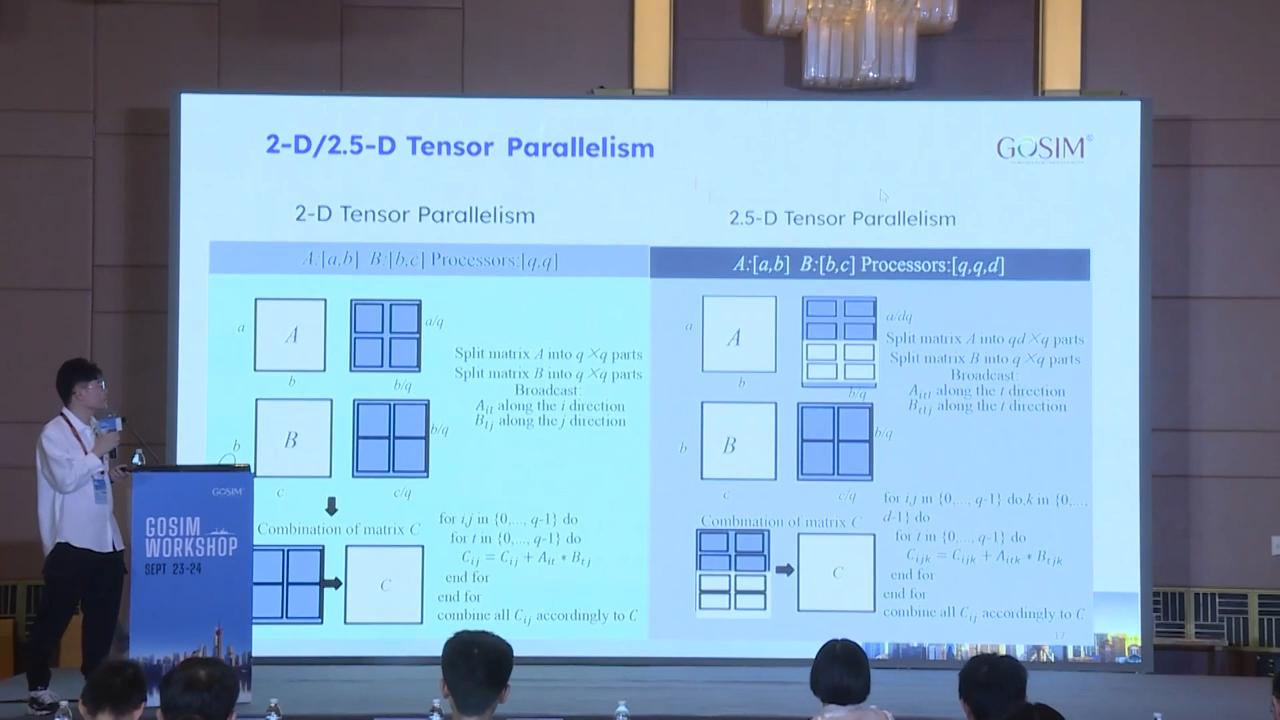 2-D/2.5-D Tensor Parallelism
GOSIM
2-D Tensor Parallelism
A:[a,b] B:[b,c] Processors:[q,q]
a
A
b
a/q
b/q
Split matrix A into q×q parts
Split matrix B into q×q parts
Broadcast:
A_it along the i direction
B_tj along the j direction
b
B
c
b/q
c/q
Combination of matrix C
C
for i,j in {0,..., q-1} do
for t in {0,..., q-1} do
C_ij = C_ij + A_it * B_tj
end for
end for
combine all C_ij accordingly to C
2.5-D Tensor Parallelism
A:[a,b] B:[b,c] Processors:[q,q,d]
a
A
b
a/dq
b/q
Split matrix A into qd×q parts
Split matrix B into q×q parts
Broadcast:
along the t direction
B_tj along the t direction
b
B
c
b/q
c/q
Combination of matrix C
C
for i,j in {0,..., q-1} do,k in {0,...,
d-1} do
for t in {0,..., q-1} do
C_ijk = C_ijk + A_itk * B_tjk
end for
end for
combine all C_ij accordingly to C
17
GOSIM
GOSIM
WORKSHOP
SEPT 23-24